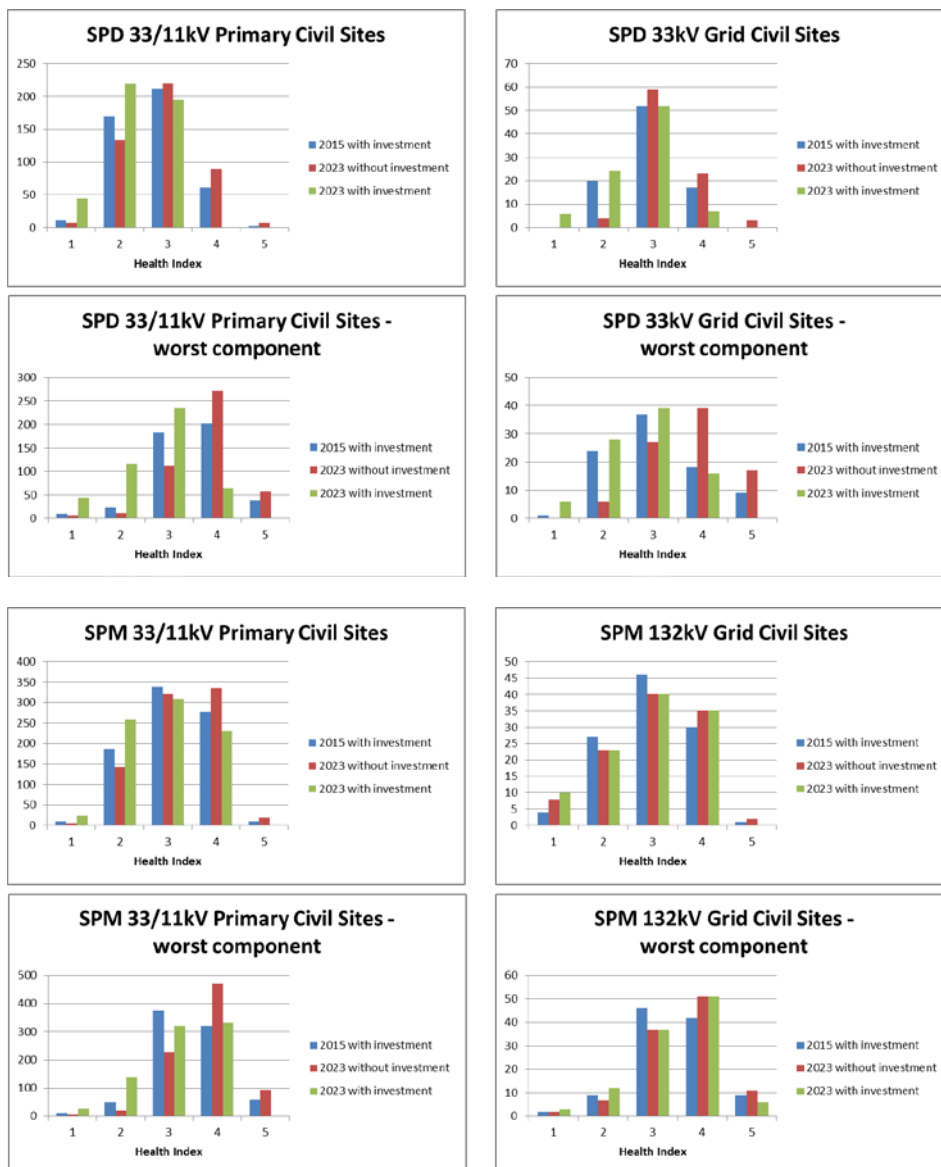 SPD 33/11kV Primary Civil Sites
250
200
150
100
50
0
1 2 3 4 5
Health Index
2015 with investment
2023 without investment
2023 with investment
SPD 33kV Grid Civil Sites
70
60
50
40
30
20
10
0
1 2 3 4 5
Health Index
2015 with investment
2023 without investment
2023 with investment
SPD 33/11kV Primary Civil Sites -
worst component
300
250
200
150
100
50
0
1 2 3 4 5
Health Index
2015 with investment
2023 without investment
2023 with investment
SPD 33kV Grid Civil Sites -
worst component
50
40
30
20
10
0
1 2 3 4 5
Health Index
2015 with investment
2023 without investment
2023 with investment
SPM 33/11kV Primary Civil Sites
400
350
300
250
200
150
100
50
0
1 2 3 4 5
Health Index
2015 with investment
2023 without investment
2023 with investment
SPM 132kV Grid Civil Sites
50
45
40
35
30
25
20
15
10
5
0
1 2 3 4 5
Health Index
2015 with investment
2023 without investment
2023 with investment
SPM 33/11kV Primary Civil Sites -
worst component
500
400
300
200
100
0
1 2 3 4 5
Health Index
2015 with investment
2023 without investment
2023 with investment
SPM 132kV Grid Civil Sites -
worst component
60
50
40
30
20
10
0
1 2 3 4 5
Health Index
2015 with investment
2023 without investment
2023 with investment